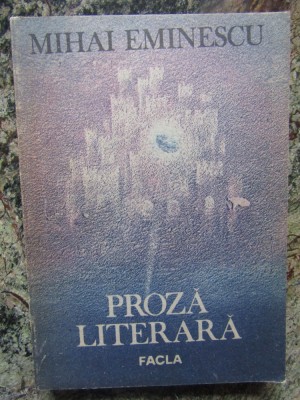 MIHAI EMINESCU
PROZĂ
LITERARĂ
FACLA